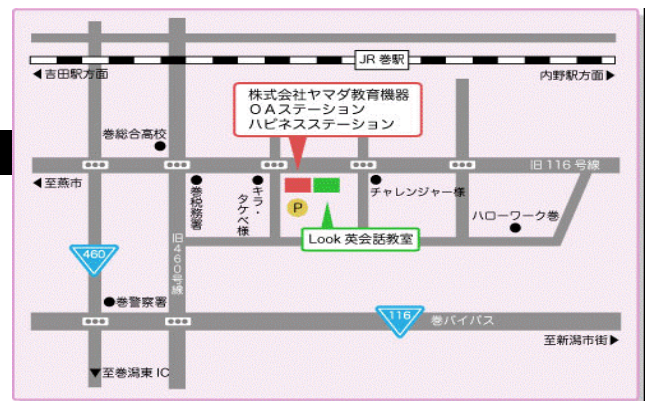 JR 巻駅
◀吉田駅方面
内野駅方面▶
株式会社ヤマダ教育機器
OAステーション
ハピネスステーション
巻総合高校
旧116号線
◀至燕市
巻税務署
キラ・
タケベ様
P
チャレンジャー様
ハローワーク巻
Look 英会話教室
旧460号線
460
巻警察署
116
巻バイパス
至新潟市街▶
▼至巻潟東IC